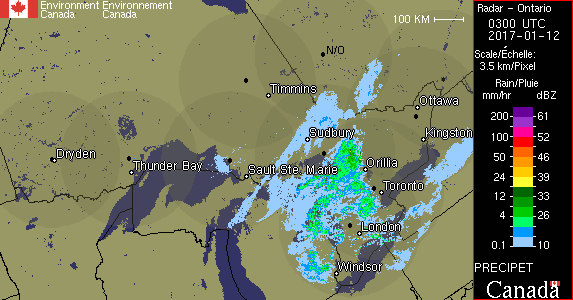 Environment Environnement
Canada Canada
100 KM
N/O
Timmins
Ottawa
Sudbury
Kingston
Dryden
Thunder Bay
Sault Ste. Marie
Orillia
Toronto
London
Windsor
Radar - Ontario
0300 UTC
2017-01-12
Scale/Échelle:
3.5 km/Pixel
Rain/Pluie
mm/hr dBZ
200 61
100 52
50 46
24 39
12 33
4 26
0.1 10
PRECIPET
Canada